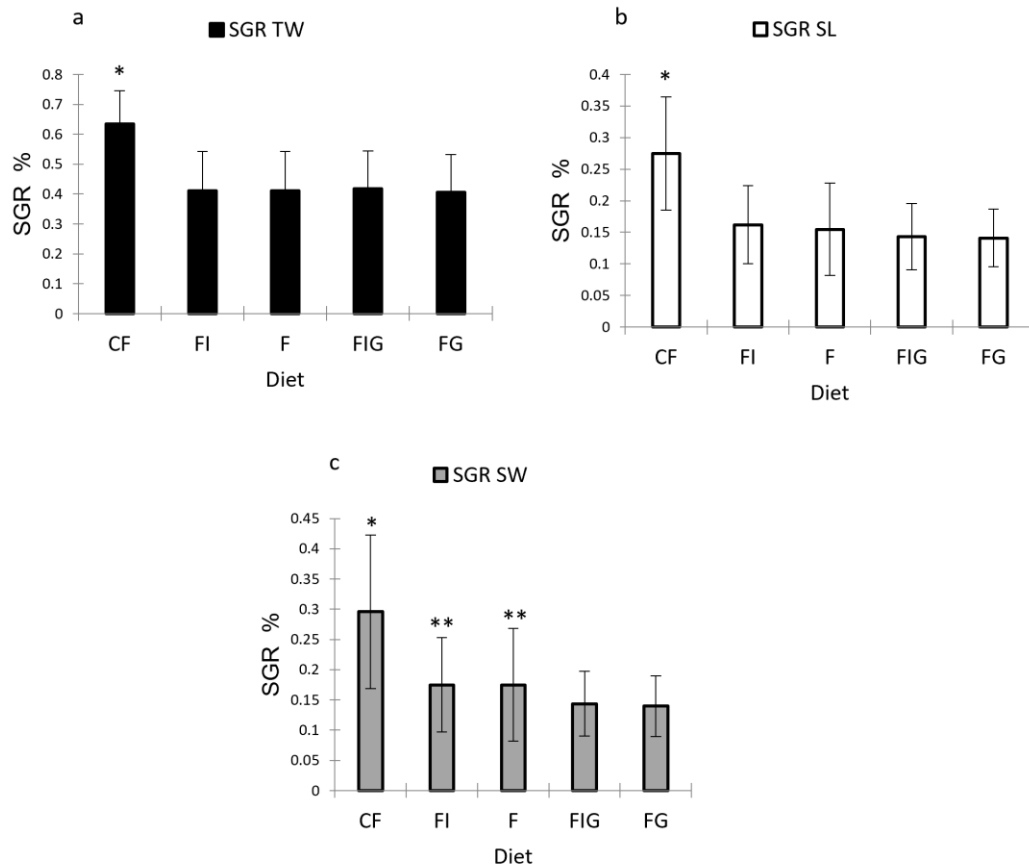 a
SGR TW
0.8
0.7
0.6
0.5
0.4
0.3
0.2
0.1
0
SGR %
*
CF FI F FIG FG
Diet
b
SGR SL
0.4
0.35
0.3
0.25
0.2
0.15
0.1
0.05
0
SGR %
*
CF FI F FIG FG
Diet
c
SGR SW
0.45
0.4
0.35
0.3
0.25
0.2
0.15
0.1
0.05
0
SGR %
* ** **
CF FI F FIG FG
Diet